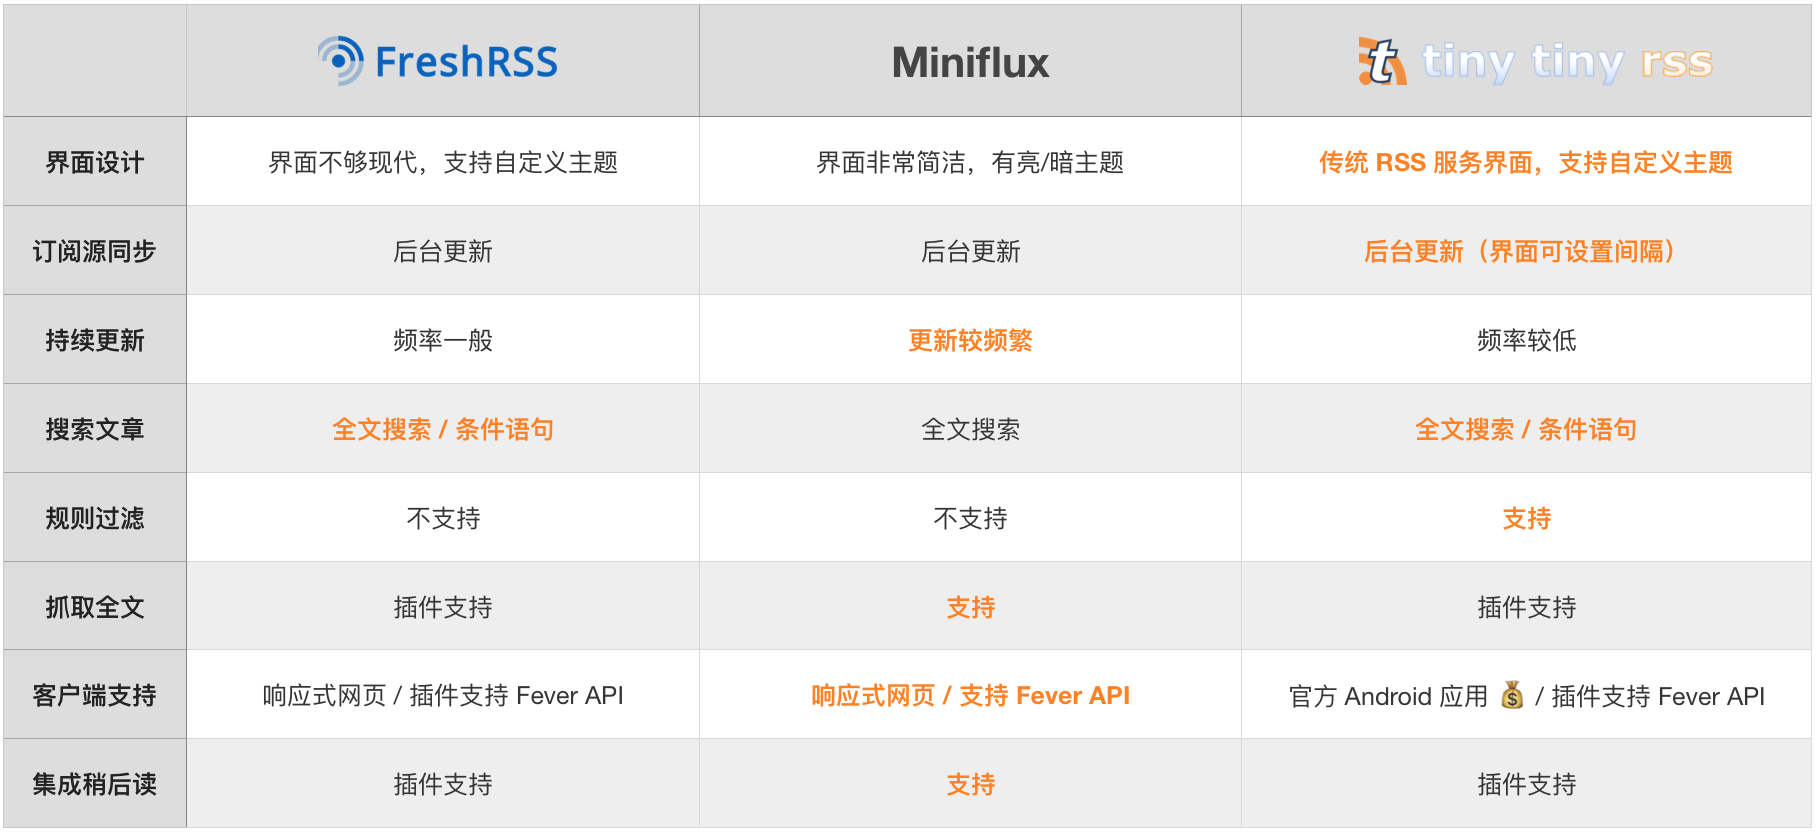 FreshRSS Miniflux tiny tiny rss
界面设计 界面不够现代，支持自定义主题 界面非常简洁，有亮/暗主题 传统 RSS 服务界面，支持自定义主题
订阅源同步 后台更新 后台更新 后台更新（界面可设置间隔）
持续更新 频率一般 更新较频繁 频率较低
搜索文章 全文搜索 / 条件语句 全文搜索 全文搜索 / 条件语句
规则过滤 不支持 不支持 支持
抓取全文 插件支持 支持 插件支持
客户端支持 响应式网页 / 插件支持 Fever API 响应式网页 / 支持 Fever API 官方 Android 应用 💰 / 插件支持 Fever API
集成稍后读 插件支持 支持 插件支持